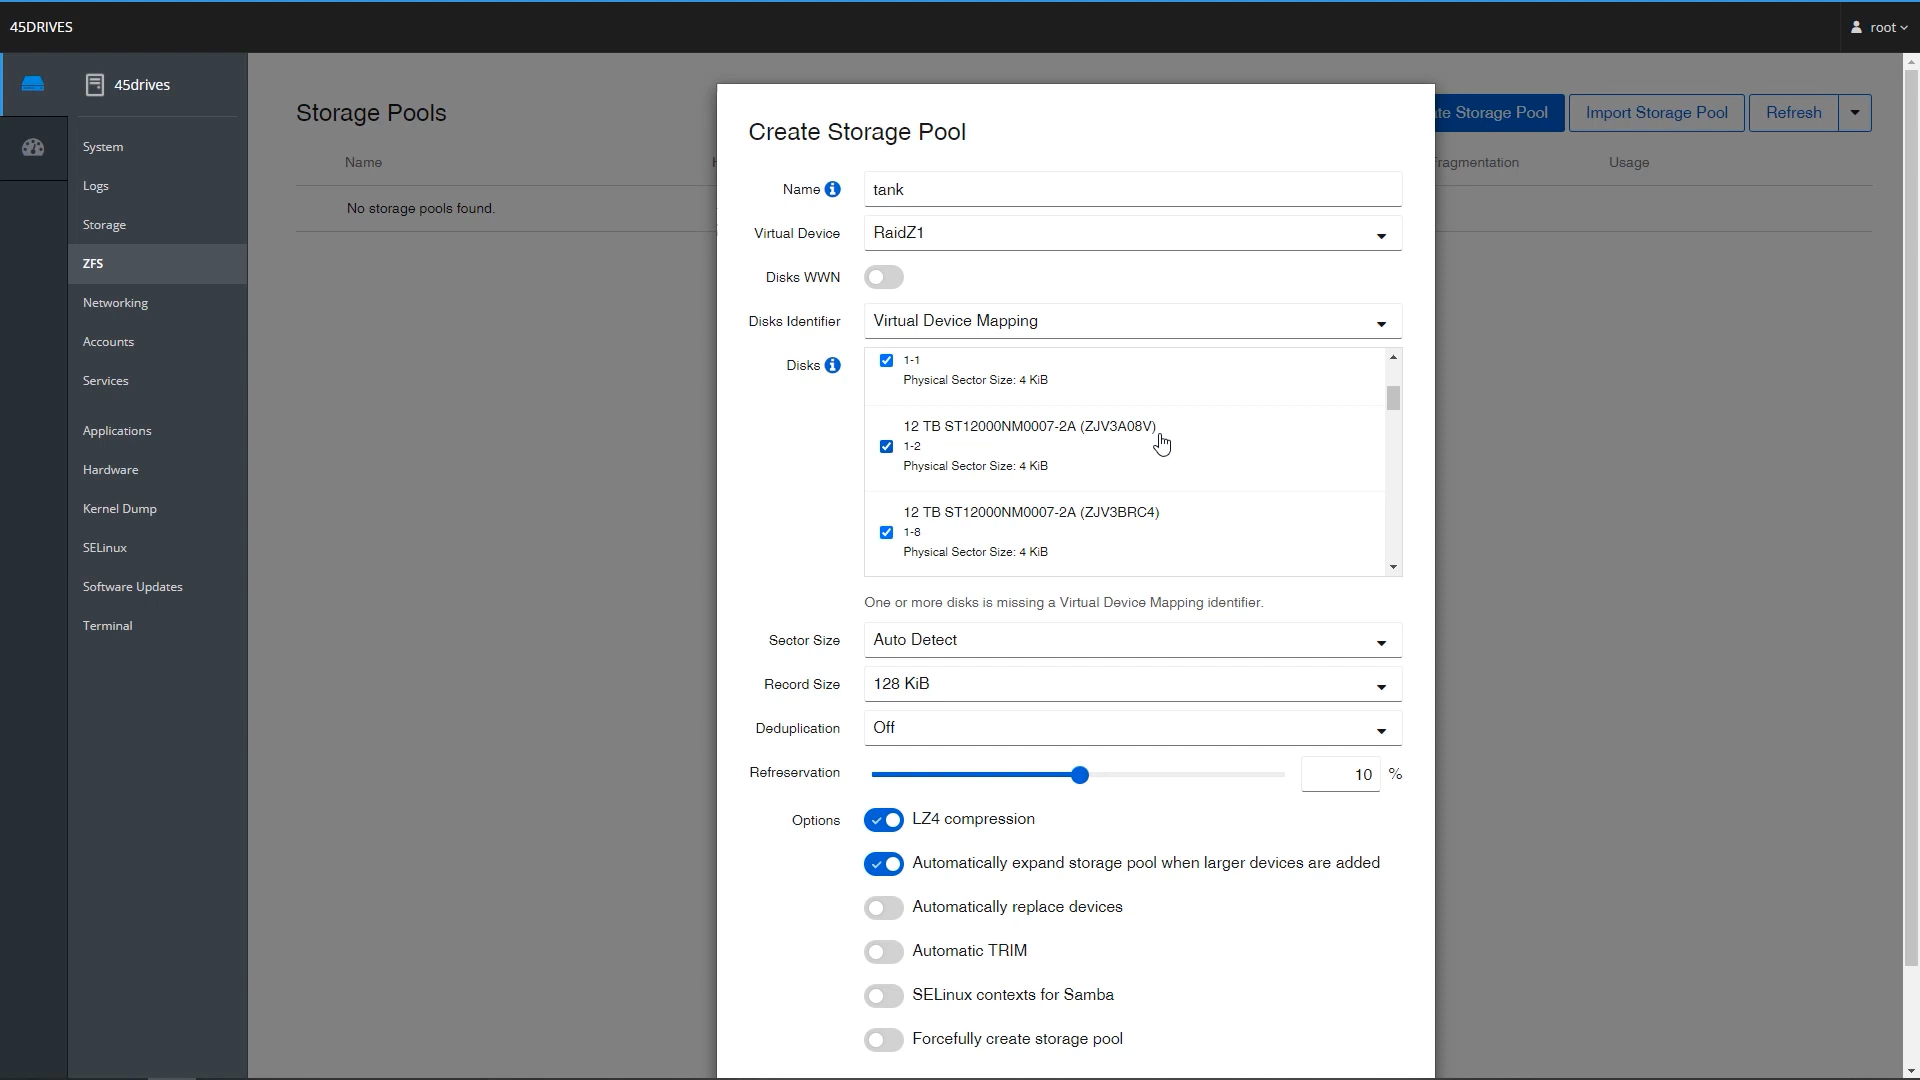 45DRIVES
root
45drives
System
Logs
Storage
ZFS
Networking
Accounts
Services
Applications
Hardware
Kernel Dump
SELinux
Software Updates
Terminal
Storage Pools
Storage Pool
Import Storage Pool
Refresh
Name
Usage
No storage pools found.
Create Storage Pool
Name
tank
Virtual Device
RaidZ1
Disks WWN
Disks Identifier
Virtual Device Mapping
Disks
1-1
Physical Sector Size: 4 KiB
12 TB ST12000NM0007-2A (ZJV3A08V)
1-2
Physical Sector Size: 4 KiB
12 TB ST12000NM0007-2A (ZJV3BRC4)
1-8
Physical Sector Size: 4 KiB
One or more disks is missing a Virtual Device Mapping identifier.
Sector Size
Auto Detect
Record Size
128 KiB
Deduplication
Off
Refreservation
10 %
Options
LZ4 compression
Automatically expand storage pool when larger devices are added
Automatically replace devices
Automatic TRIM
SELinux contexts for Samba
Forcefully create storage pool